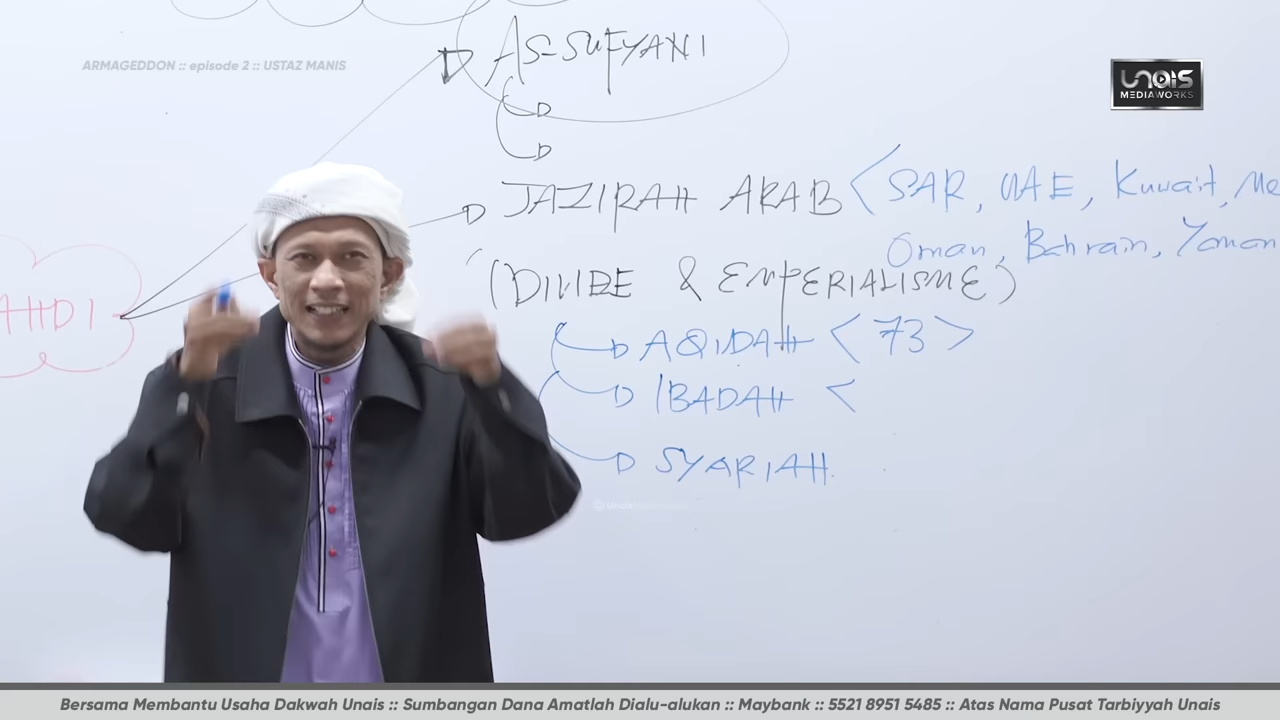 ARMAGEDDON :: episode 2 :: USTAZ MANIS
UNAIS
MEDIAWORKS
AS-SUFYANI
JAZIRAH ARAB < SAR, UAE, Kuwait, Me
Oman, Bahrain, Yaman
(DIVIDE & EMPERIALISME)
AHDI
AQIDAH < 73 >
IBADAH <
SYARIAH
Bersama Membantu Usaha Dakwah Unais :: Sumbangan Dana Amatlah Dialu-alukan :: Maybank :: 5521 8951 5485 :: Atas Nama Pusat Tarbiyyah Unais